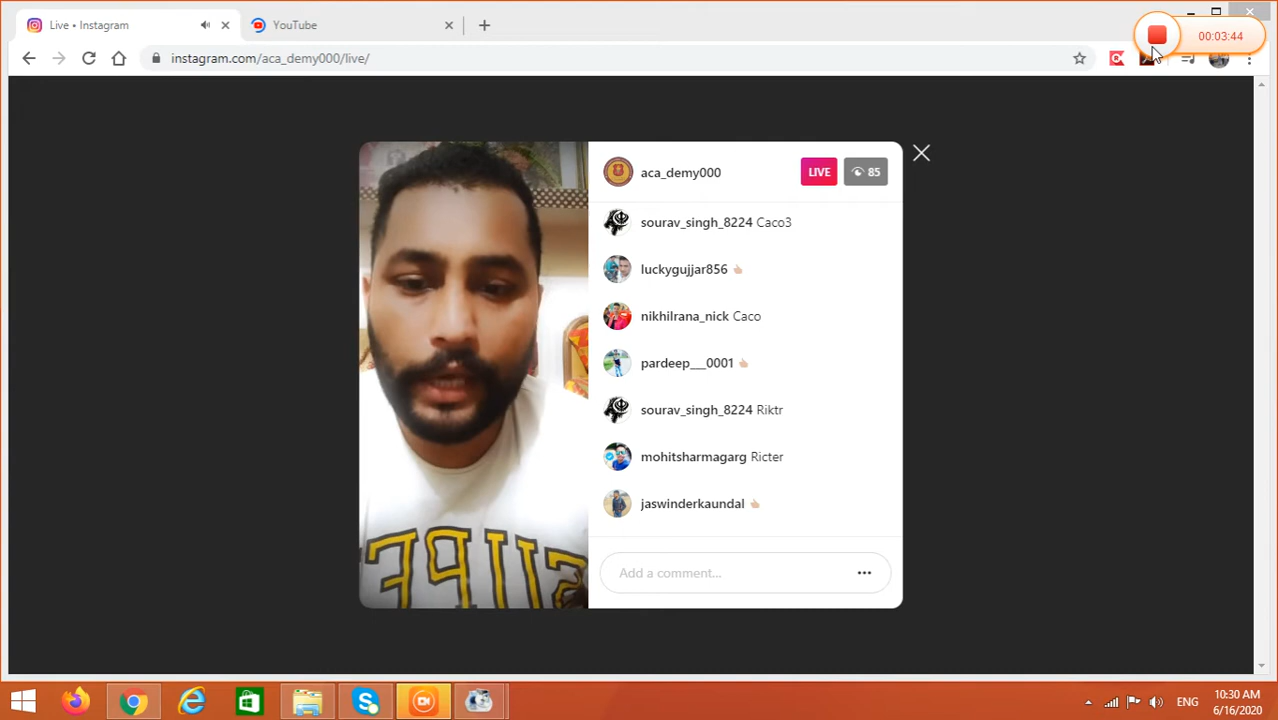 Live • Instagram
YouTube
00:03:44
instagram.com/aca_demy000/live/
aca_demy000
LIVE
85
sourav_singh_8224 Caco3
luckygujjar856
nikhilrana_nick Caco
pardeep___0001
sourav_singh_8224 Riktr
mohitsharmagarg Ricter
jaswinderkaundal
Add a comment...
SUPE
ENG
10:30 AM
6/16/2020